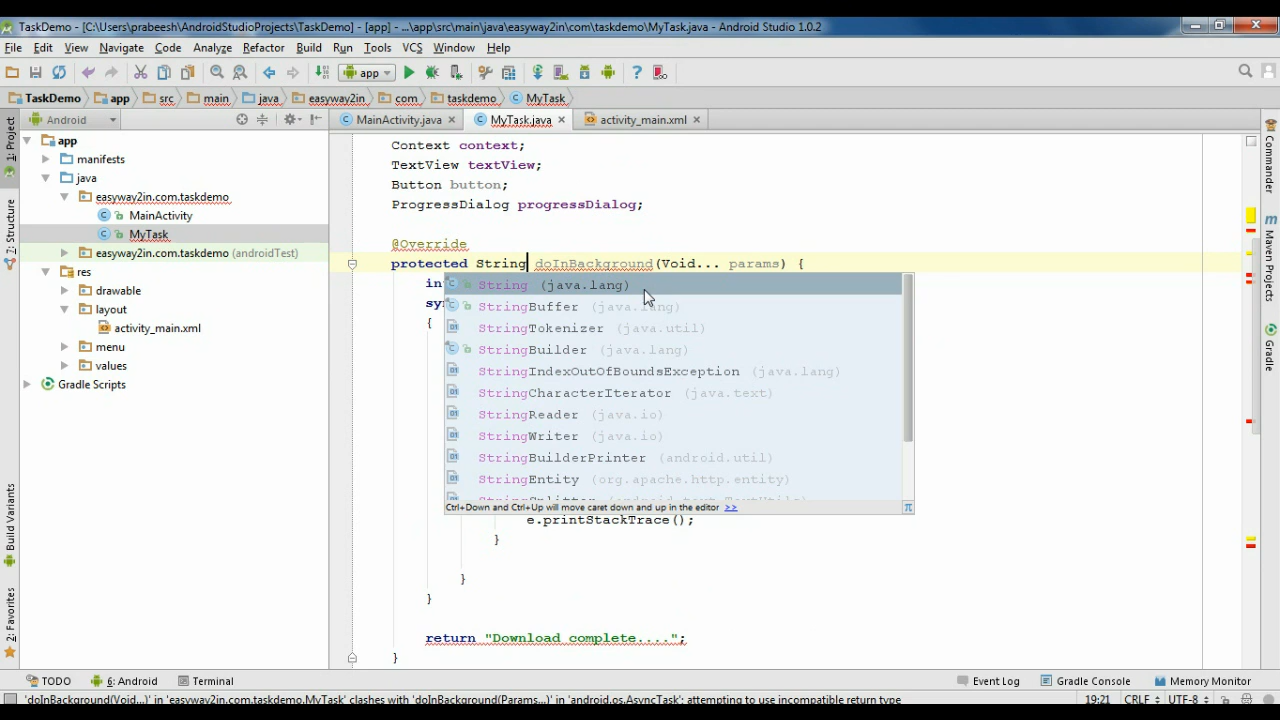 TaskDemo - [C:\Users\prabeesh\AndroidStudioProjects\TaskDemo] - [app] - ...\app\src\main\java\easyway2in\com\taskdemo\MyTask.java - Android Studio 1.0.2
File Edit View Navigate Code Analyze Refactor Build Run Tools VCS Window Help
app
TaskDemo app src main java easyway2in com taskdemo MyTask
Android
MainActivity.java MyTask.java activity_main.xml
1: Project
7: Structure
Build Variants
2: Favorites
app
manifests
java
easyway2in.com.taskdemo
MainActivity
MyTask
easyway2in.com.taskdemo (androidTest)
res
drawable
layout
activity_main.xml
menu
values
Gradle Scripts
Context context;
TextView textView;
Button button;
ProgressDialog progressDialog;
@Override
protected String doInBackground(Void... params) {
in
sy
{
String (java.lang)
StringBuffer (java.lang)
StringTokenizer (java.util)
StringBuilder (java.lang)
StringIndexOutOfBoundsException (java.lang)
StringCharacterIterator (java.text)
StringReader (java.io)
StringWriter (java.io)
StringBuilderPrinter (android.util)
StringEntity (org.apache.http.entity)
Ctrl+Down and Ctrl+Up will move caret down and up in the editor >>
π
e.printStackTrace();
}
}
}
return "Download complete....";
}
Commander
Maven Projects
Gradle
TODO 6: Android Terminal Event Log Gradle Console Memory Monitor
'doInBackground(Void...)' in 'easyway2in.com.taskdemo.MyTask' clashes with 'doInBackground(Params...)' in 'android.os.AsyncTask'; attempting to use incompatible return type 19:21 CRLF UTF-8